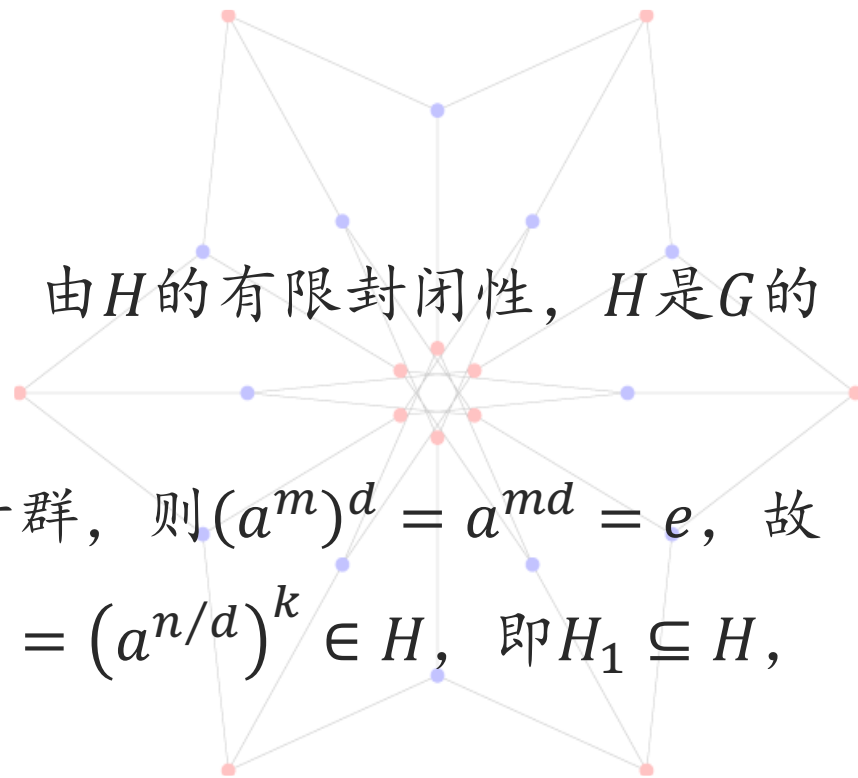 由H的有限封闭性，H是G的
群，则(a^m)^d = a^{md} = e，故
= (a^{n/d})^k ∈ H，即H₁ ⊆ H，